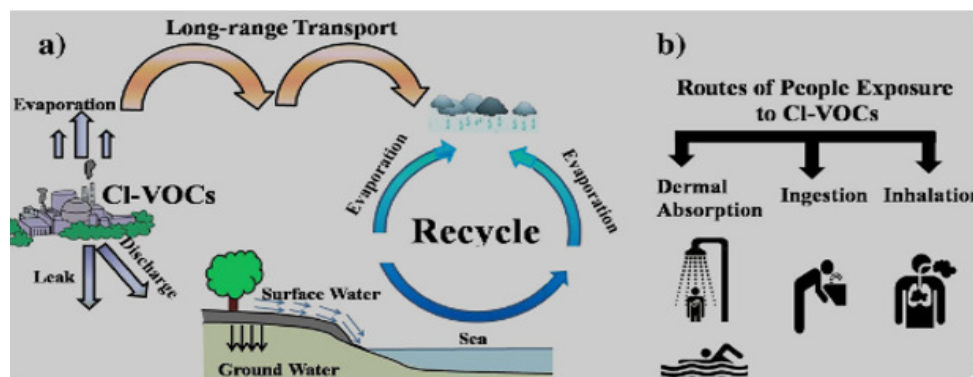 a)
Long-range Transport
Evaporation
Cl-VOCs
Leak
Discharge
Surface Water
Ground Water
Sea
Evaporation
Evaporation
Recycle
b)
Routes of People Exposure
to Cl-VOCs
Dermal
Absorption
Ingestion
Inhalation